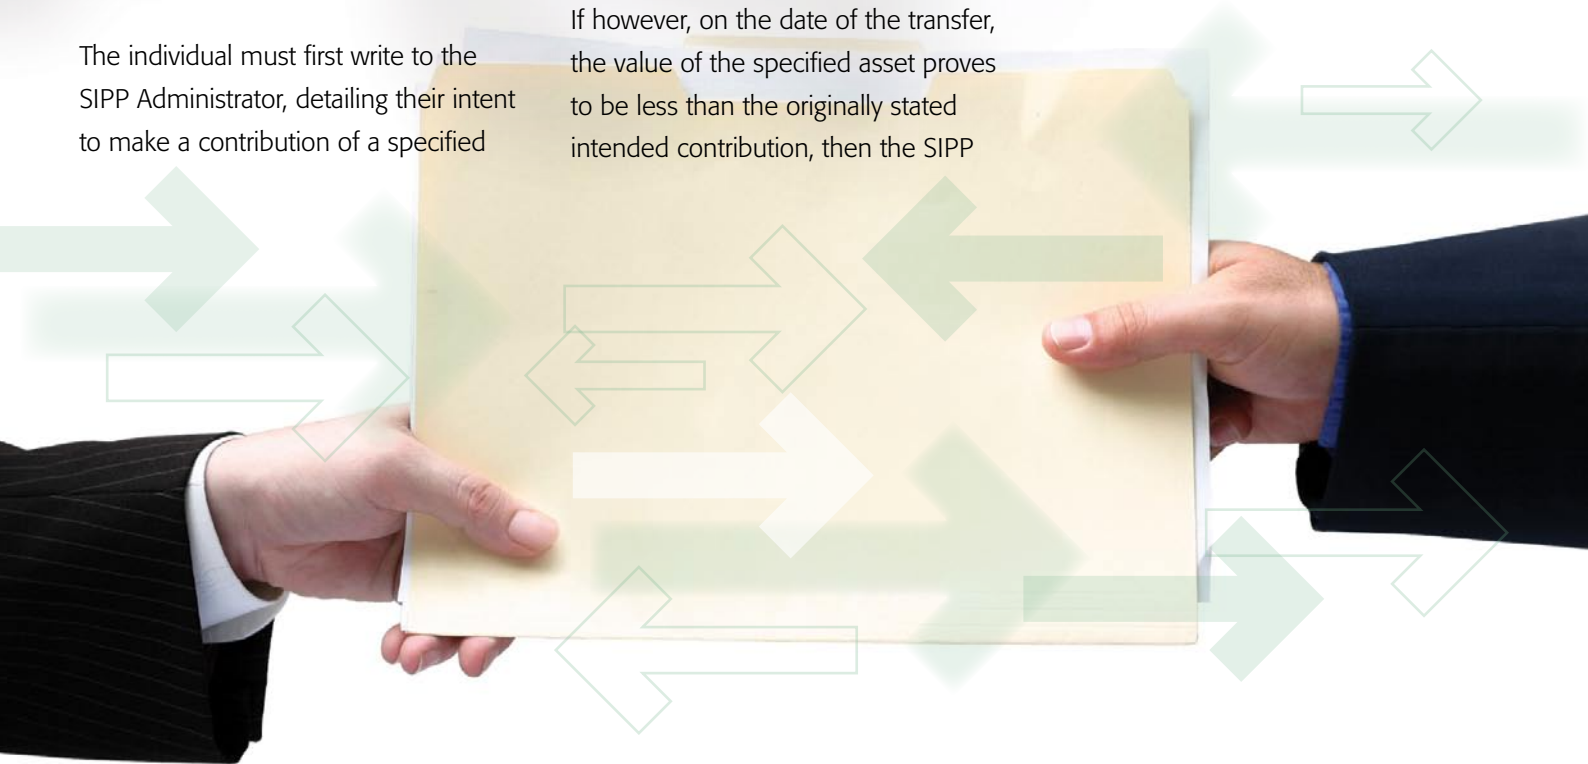 The individual must first write to the
SIPP Administrator, detailing their intent
to make a contribution of a specified
If however, on the date of the transfer,
the value of the specified asset proves
to be less than the originally stated
intended contribution, then the SIPP